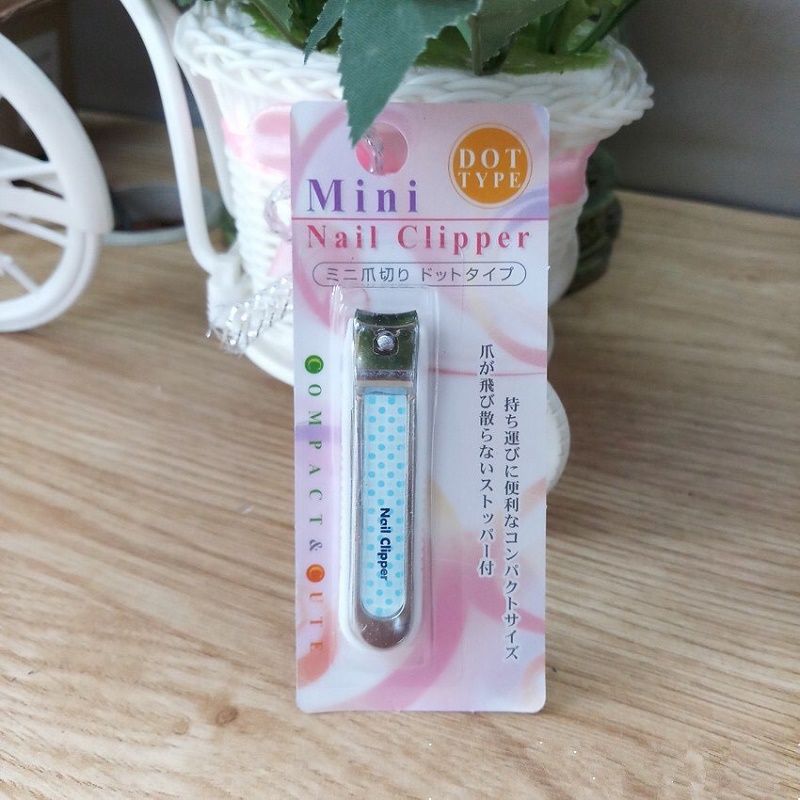 DOT
TYPE
Mini
Nail Clipper
ミニ爪切り ドットタイプ
持ち運びに便利なコンパクトサイズ
爪が飛び散らないストッパー付
COMPACT & CUTE
Nail Clipper